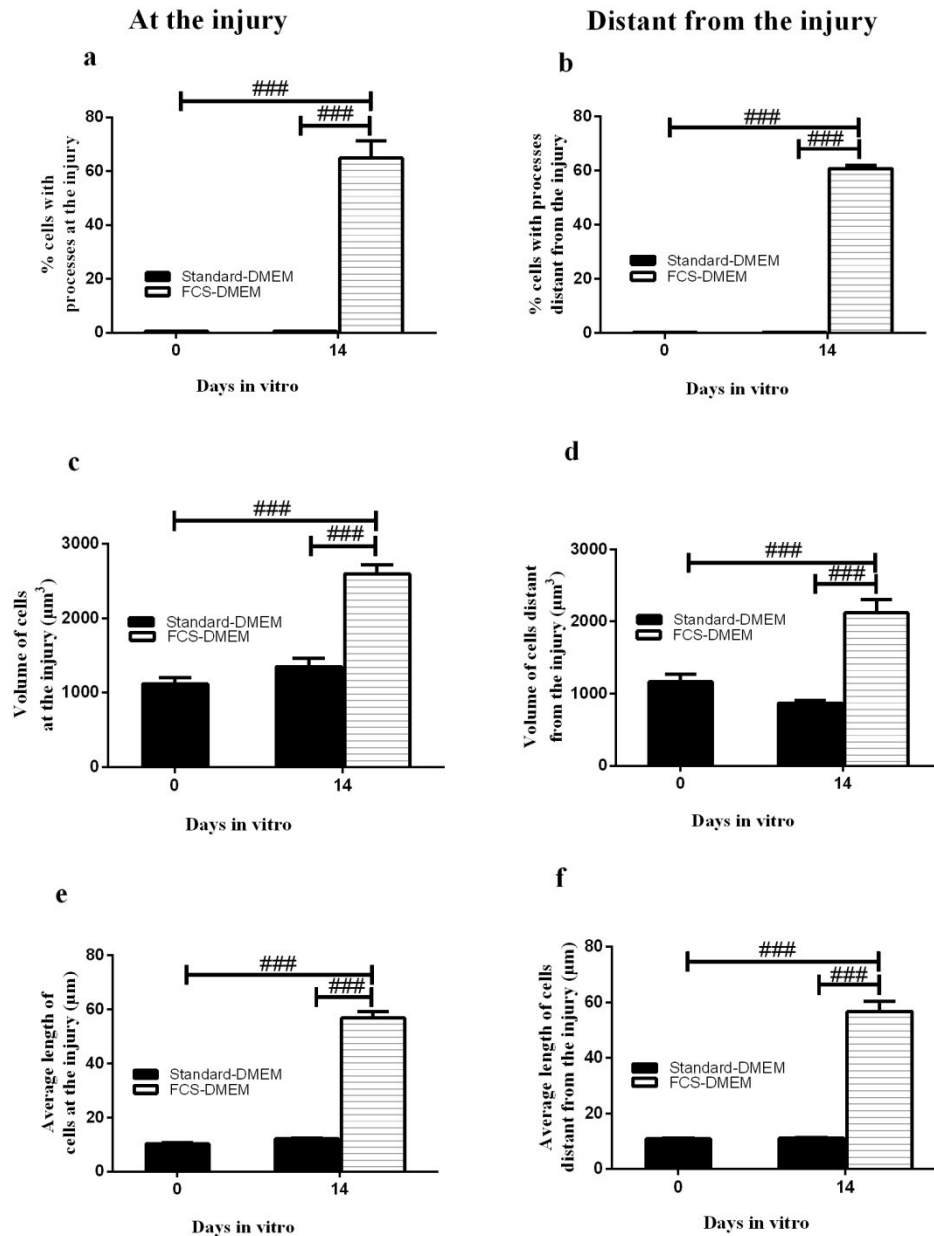 At the injury
Distant from the injury
a
###
###
80
60
40
20
0
% cells with
processes at the injury
Standard-DMEM
FCS-DMEM
0
14
Days in vitro
b
###
###
80
60
40
20
0
% cells with processes
distant from the injury
Standard-DMEM
FCS-DMEM
0
14
Days in vitro
c
###
###
3000
2000
1000
0
Volume of cells
at the injury (µm³)
Standard-DMEM
FCS-DMEM
0
14
Days in vitro
d
###
###
3000
2000
1000
0
Volume of cells distant
from the injury (µm³)
Standard-DMEM
FCS-DMEM
0
14
Days in vitro
e
###
###
80
60
40
20
0
Average length of
cells at the injury (µm)
Standard-DMEM
FCS-DMEM
0
14
Days in vitro
f
###
###
80
60
40
20
0
Average length of cells
distant from the injury (µm)
Standard-DMEM
FCS-DMEM
0
14
Days in vitro